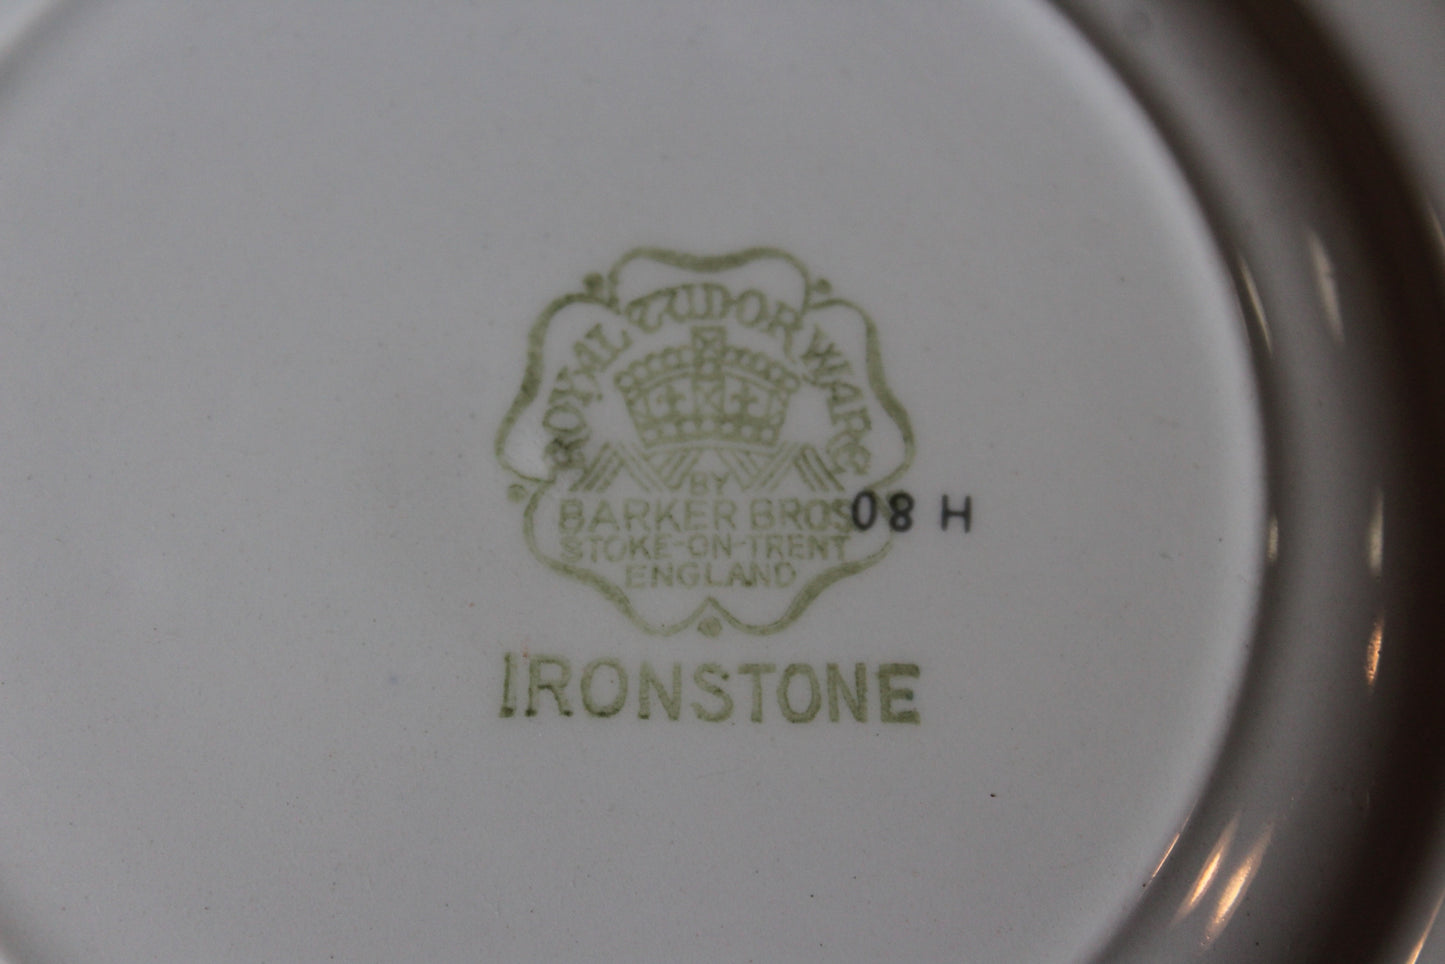 ROYAL TUDOR WARE
BY
BARKER BROS
STOKE-ON-TRENT
ENGLAND
08 H
IRONSTONE